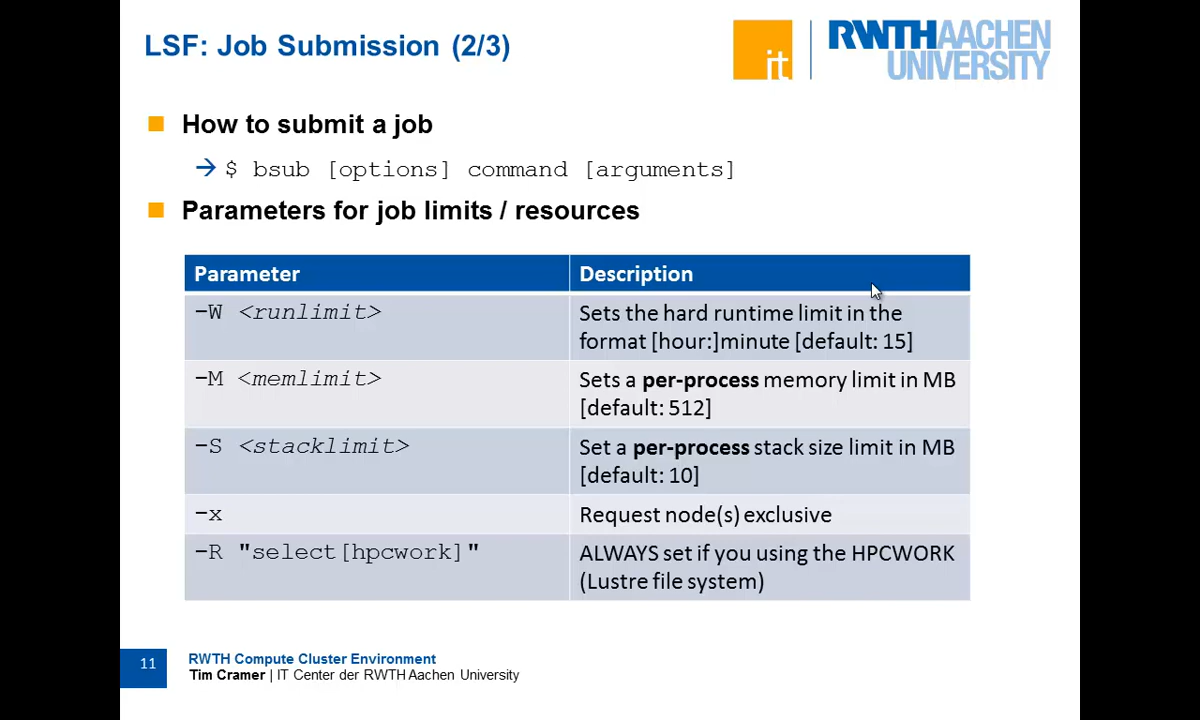 LSF: Job Submission (2/3)
it
RWTHAACHEN
UNIVERSITY
How to submit a job
→ $ bsub [options] command [arguments]
Parameters for job limits / resources
Parameter Description
-W <runlimit> Sets the hard runtime limit in the
format [hour:]minute [default: 15]
-M <memlimit> Sets a per-process memory limit in MB
[default: 512]
-S <stacklimit> Set a per-process stack size limit in MB
[default: 10]
-x Request node(s) exclusive
-R "select[hpcwork]" ALWAYS set if you using the HPCWORK
(Lustre file system)
11
RWTH Compute Cluster Environment
Tim Cramer | IT Center der RWTH Aachen University